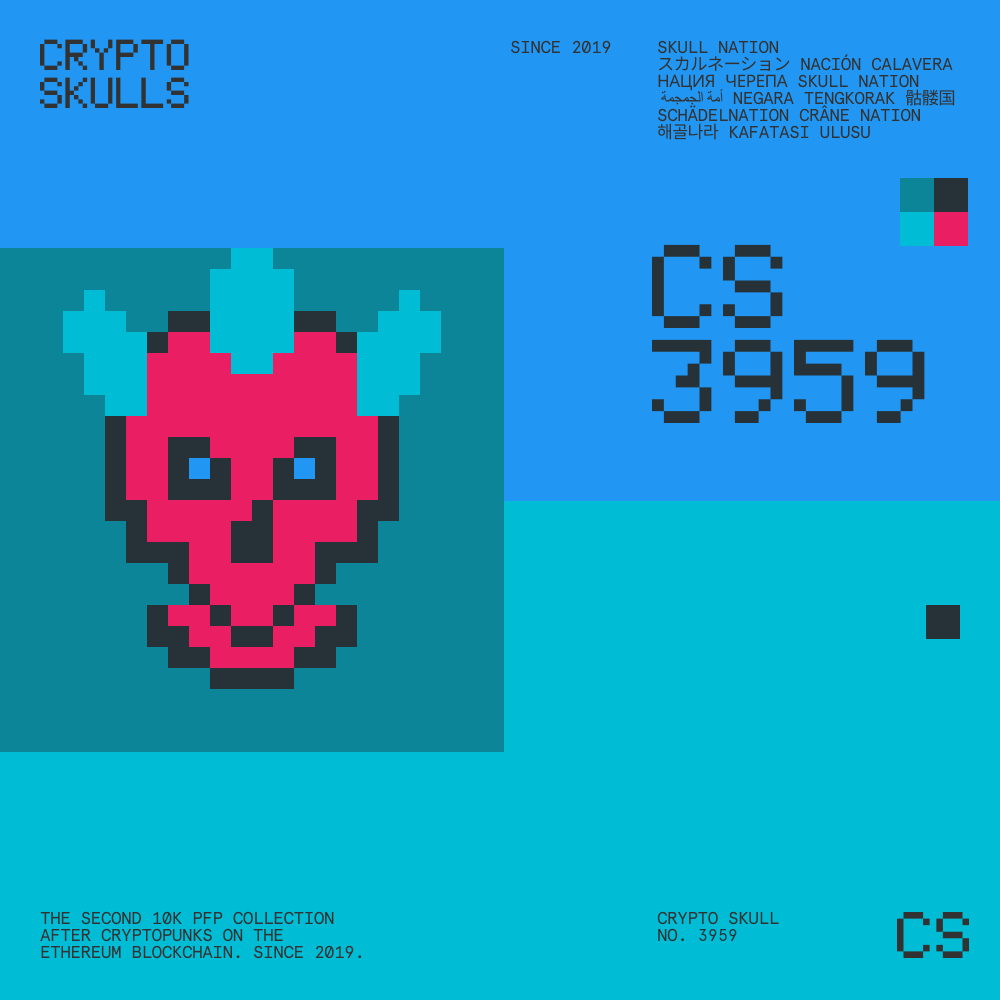 CRYPTO
SKULLS
SINCE 2019
SKULL NATION
スカルネーション NACIÓN CALAVERA
НАЦИЯ ЧЕРЕПА SKULL NATION
أمة الجمجمة NEGARA TENGKORAK 骷髅国
SCHÄDELNATION CRÂNE NATION
해골나라 KAFATASI ULUSU
CS
3959
THE SECOND 10K PFP COLLECTION
AFTER CRYPTOPUNKS ON THE
ETHEREUM BLOCKCHAIN. SINCE 2019.
CRYPTO SKULL
NO. 3959
CS